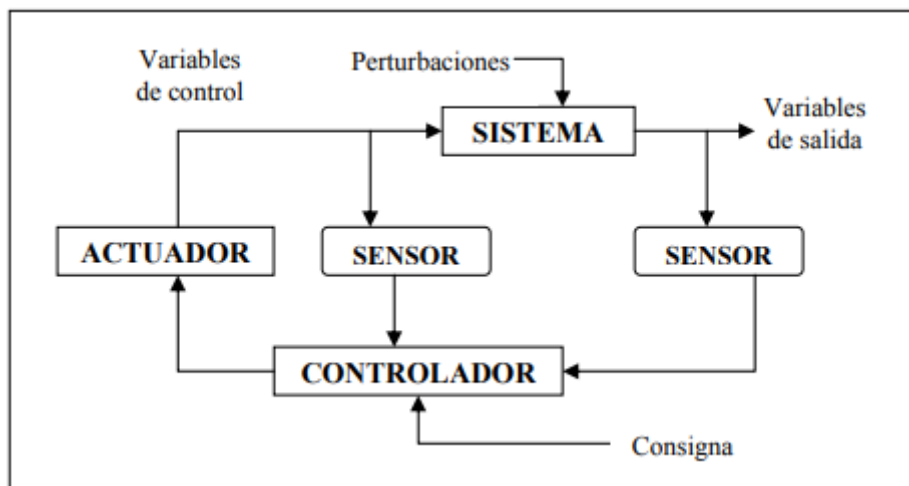 Variables
de control
Perturbaciones
SISTEMA
Variables
de salida
ACTUADOR
SENSOR
SENSOR
CONTROLADOR
Consigna